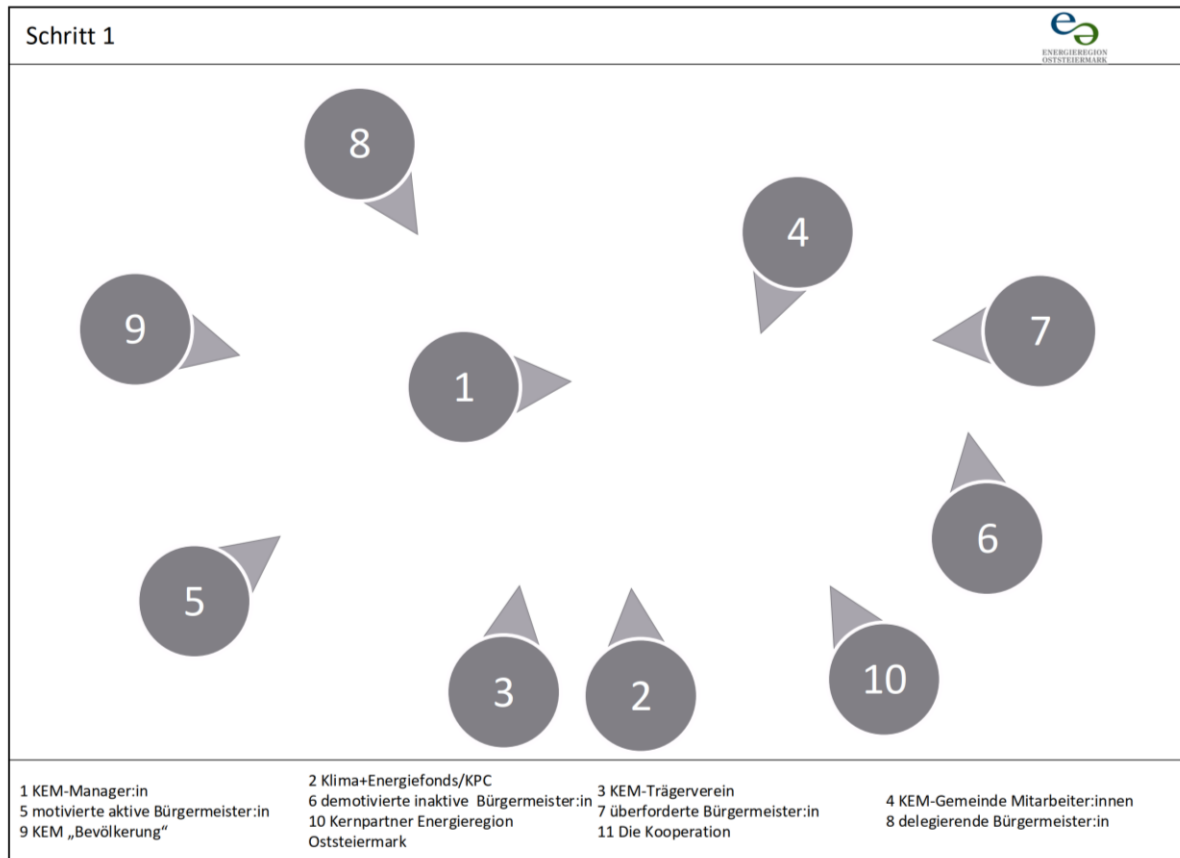 Schritt 1
ENERGIEREGION
OSTSTEIERMARK
8
4
9
7
1
6
5
3
2
10
1 KEM-Manager:in
5 motivierte aktive Bürgermeister:in
9 KEM „Bevölkerung“
2 Klima+Energiefonds/KPC
6 demotivierte inaktive Bürgermeister:in
10 Kernpartner Energieregion
Oststeiermark
3 KEM-Trägerverein
7 überforderte Bürgermeister:in
11 Die Kooperation
4 KEM-Gemeinde Mitarbeiter:innen
8 delegierende Bürgermeister:in